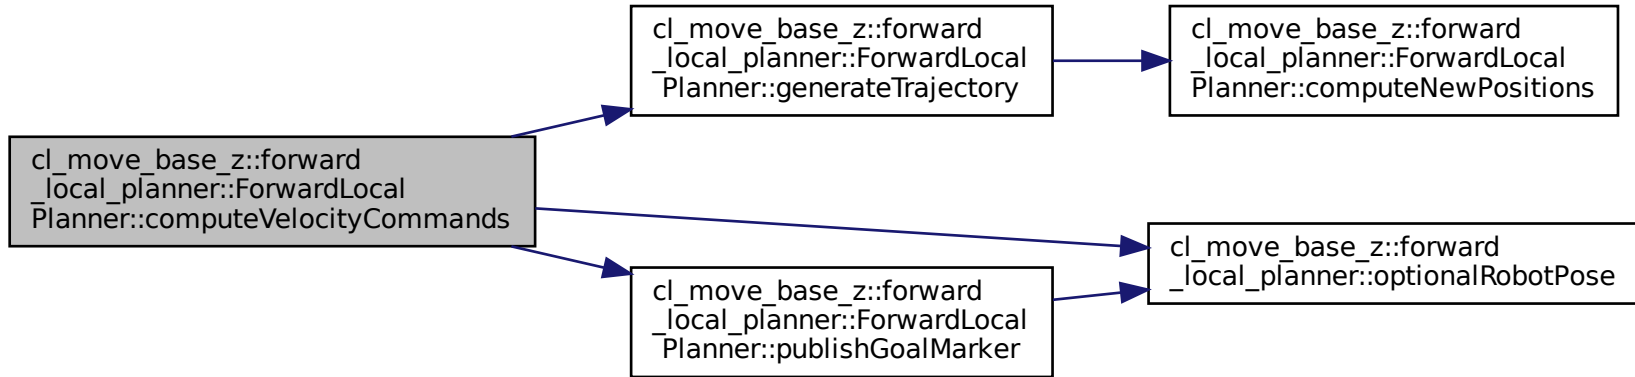 cl_move_base_z::forward
_local_planner::ForwardLocal
Planner::computeVelocityCommands
cl_move_base_z::forward
_local_planner::ForwardLocal
Planner::generateTrajectory
cl_move_base_z::forward
_local_planner::ForwardLocal
Planner::computeNewPositions
cl_move_base_z::forward
_local_planner::optionalRobotPose
cl_move_base_z::forward
_local_planner::ForwardLocal
Planner::publishGoalMarker